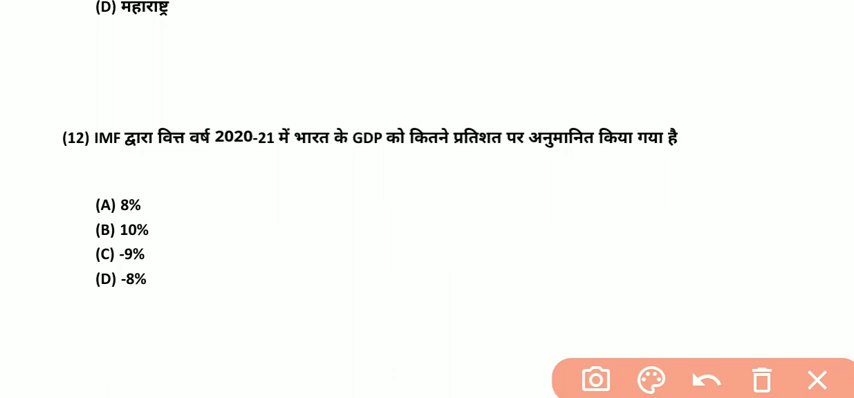 (D) महाराष्ट्र
(12) IMF द्वारा वित्त वर्ष 2020-21 में भारत के GDP को कितने प्रतिशत पर अनुमानित किया गया है
(A) 8%
(B) 10%
(C) -9%
(D) -8%